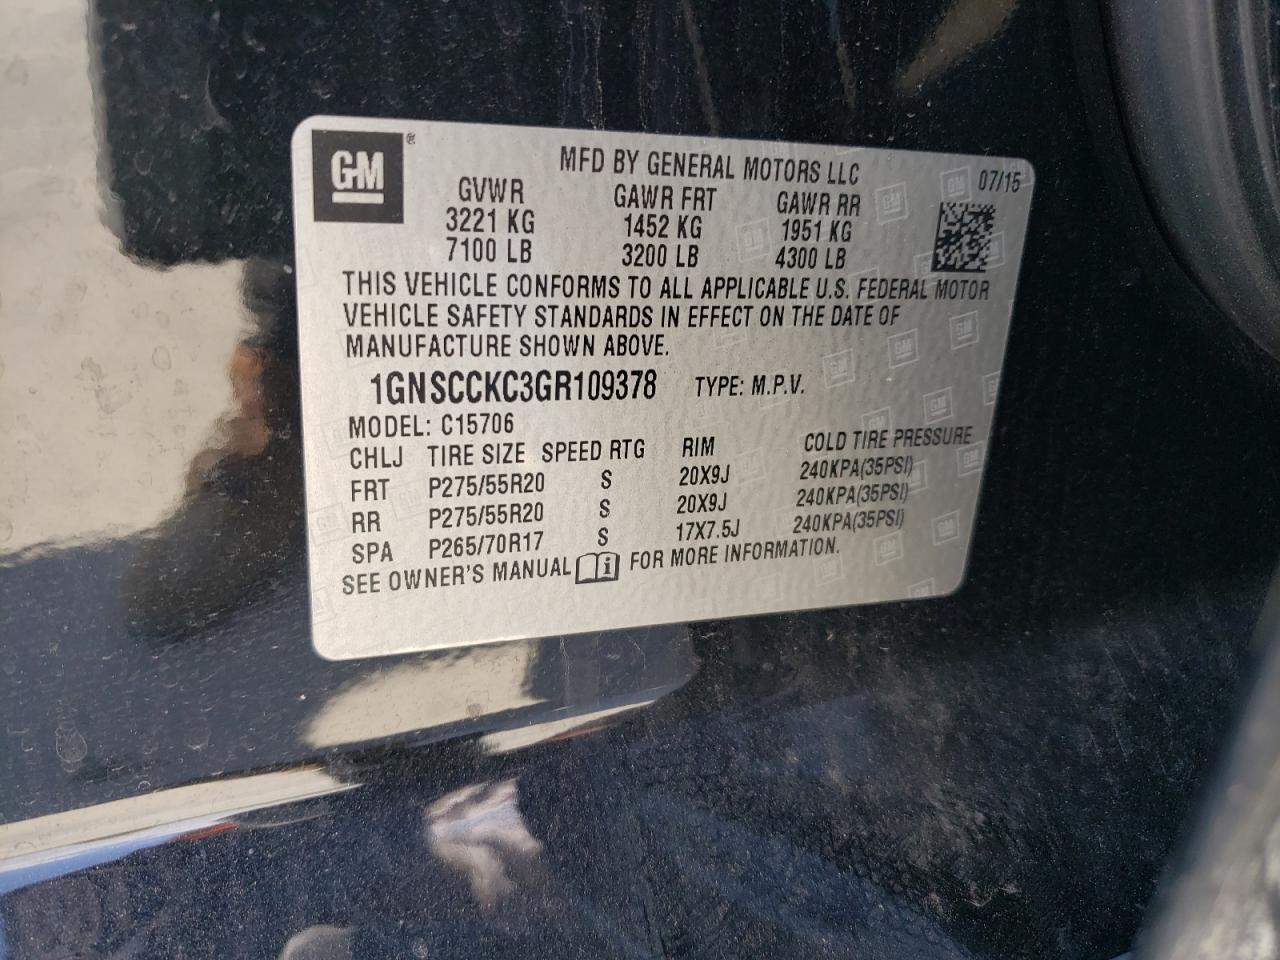 GM®
MFD BY GENERAL MOTORS LLC
07/15
GVWR GAWR FRT GAWR RR
3221 KG 1452 KG 1951 KG
7100 LB 3200 LB 4300 LB
THIS VEHICLE CONFORMS TO ALL APPLICABLE U.S. FEDERAL MOTOR
VEHICLE SAFETY STANDARDS IN EFFECT ON THE DATE OF
MANUFACTURE SHOWN ABOVE.
1GNSCCKC3GR109378 TYPE: M.P.V.
MODEL: C15706
CHLJ TIRE SIZE SPEED RTG RIM COLD TIRE PRESSURE
FRT P275/55R20 S 20X9J 240KPA(35PSI)
RR P275/55R20 S 20X9J 240KPA(35PSI)
SPA P265/70R17 S 17X7.5J 240KPA(35PSI)
SEE OWNER'S MANUAL i FOR MORE INFORMATION.